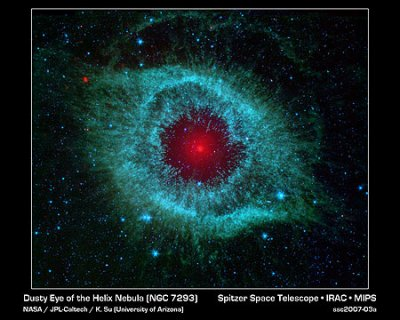 Dusty Eye of the Helix Nebula (NGC 7293) Spitzer Space Telescope • IRAC • MIPS
NASA / JPL-Caltech / K. Su (University of Arizona) ssc2007-03a